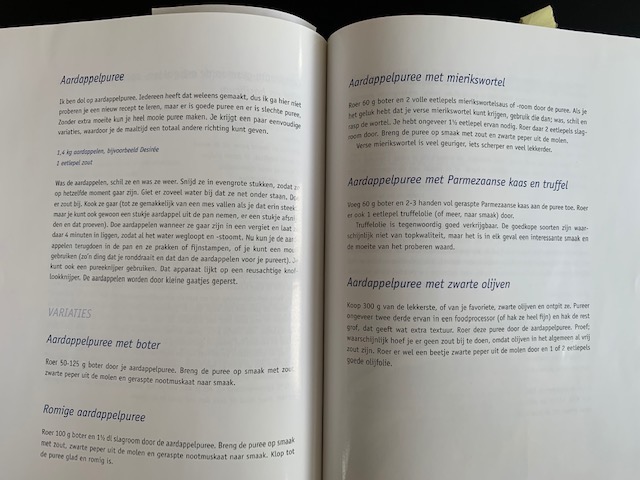 Aardappelpuree
Ik ben dol op aardappelpuree. Iedereen heeft dat weleens gemaakt, dus ik ga hier niet
proberen je een nieuw recept te leren, maar er is goede puree en er is slechte puree.
Zonder extra moeite kun je heel mooie puree maken. Je krijgt een paar eenvoudige
variaties, waardoor je de maaltijd een totaal andere richting kunt geven.
1,4 kg aardappelen, bijvoorbeeld Desirée
1 eetlepel zout
Was de aardappelen, schil ze en was ze weer. Snijd ze in evengrote stukken, zodat ze
op hetzelfde moment gaar zijn. Giet er zoveel water bij dat ze net onder staan. Doe
er zout bij. Kook ze gaar (tot ze gemakkelijk van een mes vallen als je dat erin steek
maar je kunt ook gewoon een stukje aardappel uit de pan nemen, er een stukje afsni
den en dat proeven). Doe aardappelen wanneer ze gaar zijn in een vergiet en laat ze
daar 4 minuten in liggen, zodat al het water wegloopt en -stoomt. Nu kun je de aar
appelen terugdoen in de pan en ze prakken of fijnstampen, of je kunt een mou
gebruiken (zo'n ding dat je ronddraait en dat dan de aardappelen voor je pureert). Je
kunt ook een pureeknijper gebruiken. Dat apparaat lijkt op een reusachtige knof
lookknijper. De aardappelen worden door kleine gaatjes geperst.
VARIATIES
Aardappelpuree met boter
Roer 50-125 g boter door je aardappelpuree. Breng de puree op smaak met zout,
zwarte peper uit de molen en geraspte nootmuskaat naar smaak.
Romige aardappelpuree
Roer 100 g boter en 1½ dl slagroom door de aardappelpuree. Breng de puree op smaak
met zout, zwarte peper uit de molen en geraspte nootmuskaat naar smaak. Klop tot
de puree glad en romig is.
Aardappelpuree met mierikswortel
Roer 60 g boter en 2 volle eetlepels mierikswortelsaus of -room door de puree. Als je
het geluk hebt dat je verse mierikswortel kunt krijgen, gebruik die dan; was, schil en
rasp de wortel. Je hebt ongeveer 1½ eetlepel ervan nodig. Roer daar 2 eetlepels slag-
room door. Breng de puree op smaak met zout en zwarte peper uit de molen.
Verse mierikswortel is veel geuriger, iets scherper en veel lekkerder.
Aardappelpuree met Parmezaanse kaas en truffel
Voeg 60 g boter en 2-3 handen vol geraspte Parmezaanse kaas aan de puree toe. Roer
er ook 1 eetlepel truffelolie (of meer, naar smaak) door.
Truffelolie is tegenwoordig goed verkrijgbaar. De goedkope soorten zijn waar-
schijnlijk niet van topkwaliteit, maar het is in elk geval een interessante smaak en
de moeite van het proberen waard.
Aardappelpuree met zwarte olijven
Koop 300 g van de lekkerste, of van je favoriete, zwarte olijven en ontpit ze. Pureer
ongeveer twee derde ervan in een foodprocessor (of hak ze heel fijn) en hak de rest
grof, dat geeft wat extra textuur. Roer deze puree door de aardappelpuree. Proef;
waarschijnlijk hoef je er geen zout bij te doen, omdat olijven in het algemeen al vrij
zout zijn. Roer er wel een beetje zwarte peper uit de molen door en 1 of 2 eetlepels
goede olijfolie.